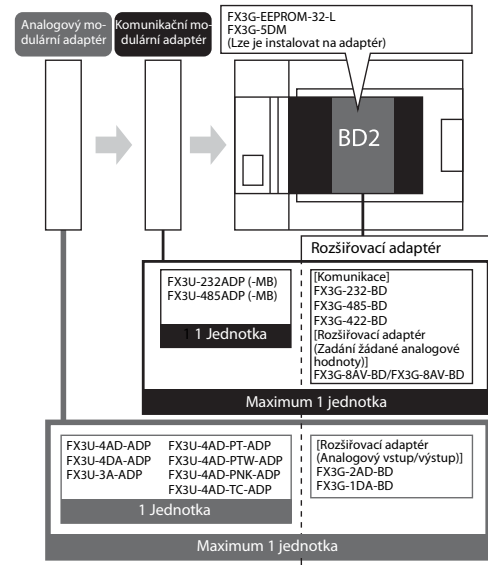 Analogový mo-
dulární adaptér
Komunikační mo-
dulární adaptér
FX3G-EEPROM-32-L
FX3G-5DM
(Lze je instalovat na adaptér)
BD2
Rozšiřovací adaptér
FX3U-232ADP (-MB)
FX3U-485ADP (-MB)
1 1 Jednotka
[Komunikace]
FX3G-232-BD
FX3G-485-BD
FX3G-422-BD
[Rozšiřovací adaptér
(Zadání žádané analogové
hodnoty)]
FX3G-8AV-BD/FX3G-8AV-BD
Maximum 1 jednotka
FX3U-4AD-ADP
FX3U-4DA-ADP
FX3U-3A-ADP
FX3U-4AD-PT-ADP
FX3U-4AD-PTW-ADP
FX3U-4AD-PNK-ADP
FX3U-4AD-TC-ADP
1 Jednotka
[Rozšiřovací adaptér
(Analogový vstup/výstup)]
FX3G-2AD-BD
FX3G-1DA-BD
Maximum 1 jednotka